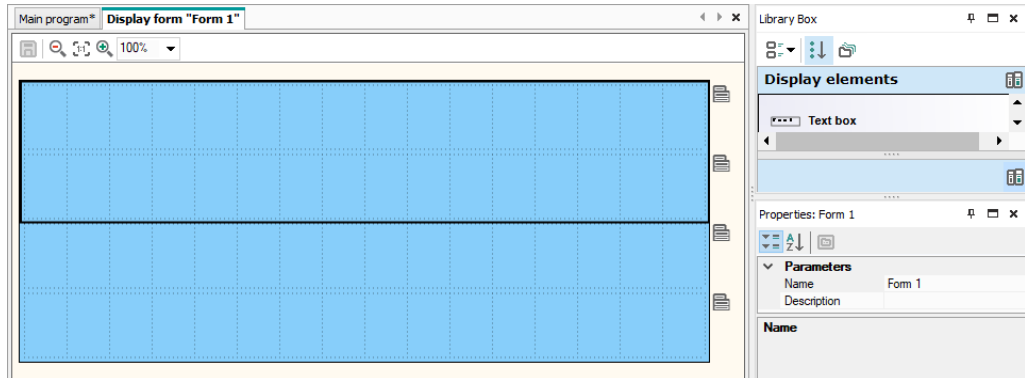 Main program*
Display form "Form 1"
100%
Library Box
Display elements
Text box
Properties: Form 1
Parameters
Name Form 1
Description
Name